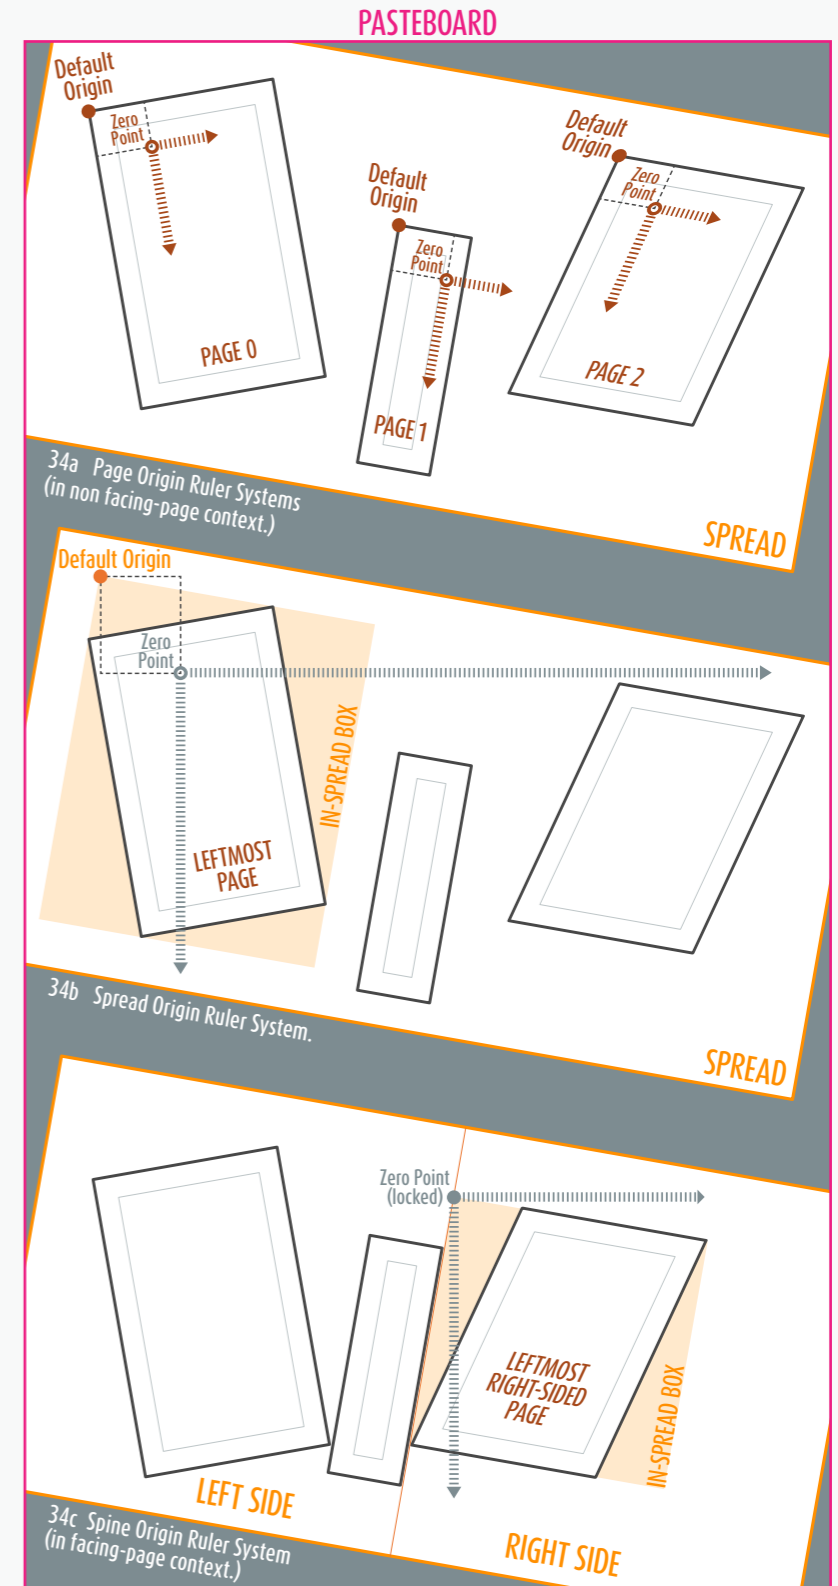 PASTEBOARD
Default
Origin
Zero
Point
PAGE 0
Default
Origin
Zero
Point
PAGE 1
Default
Origin
Zero
Point
PAGE 2
34a Page Origin Ruler Systems
(in non facing-page context.)
SPREAD
Default Origin
Zero
Point
IN-SPREAD BOX
LEFTMOST
PAGE
34b Spread Origin Ruler System.
SPREAD
Zero Point
(locked)
LEFTMOST
RIGHT-SIDED
PAGE
IN-SPREAD BOX
LEFT SIDE
RIGHT SIDE
34c Spine Origin Ruler System
(in facing-page context.)